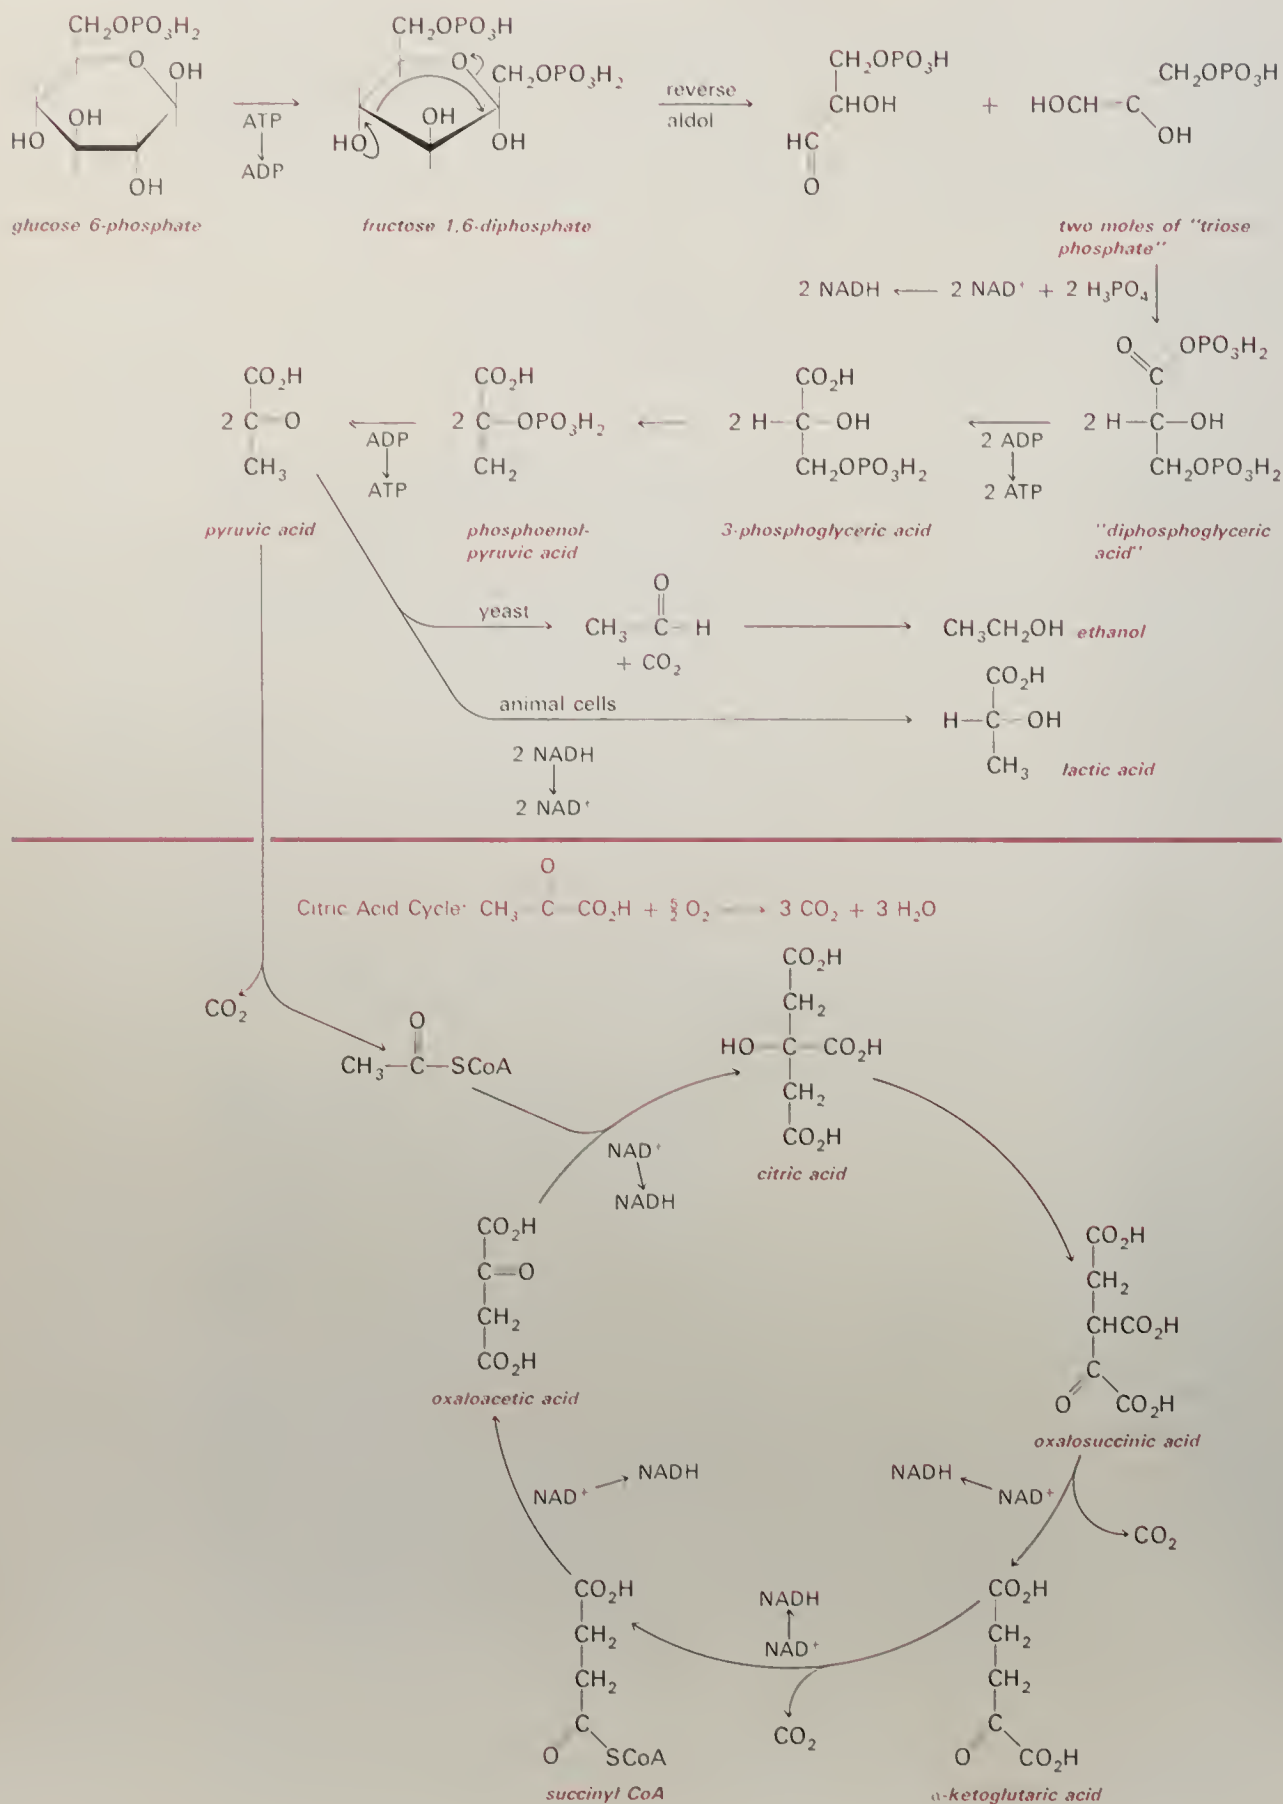 CH₂OPO₃H₂
O
OH
OH
HO
OH
ATP
ADP
glucose 6-phosphate
CH₂OPO₃H
O
CH₂OPO₃H₂
OH
HO
OH
fructose 1,6-diphosphate
reverse
aldol
CH₂OPO₃H
CHOH
HC
O
+
CH₂OPO₃H
HOCH C
OH
two moles of "triose
phosphate"
2 NADH ← 2 NAD⁺ + 2 H₃PO₄
O OPO₃H₂
C
2 H—C—OH
CH₂OPO₃H₂
"diphosphoglyceric
acid"
2 ADP
2 ATP
CO₂H
2 H—C—OH
CH₂OPO₃H₂
3-phosphoglyceric acid
CO₂H
2 C—OPO₃H₂
CH₂
phosphoenol-
pyruvic acid
ADP
ATP
CO₂H
2 C—O
CH₃
pyruvic acid
yeast
O
CH₃ C—H
+ CO₂
CH₃CH₂OH ethanol
animal cells
2 NADH
2 NAD⁺
CO₂H
H—C—OH
CH₃ lactic acid
O
Citric Acid Cycle: CH₃ C—CO₂H + 5/2 O₂ → 3 CO₂ + 3 H₂O
CO₂
O
CH₃—C—SCoA
NAD⁺
NADH
CO₂H
CH₂
HO—C—CO₂H
CH₂
CO₂H
citric acid
CO₂H
CH₂
CHCO₂H
C
O CO₂H
oxalosuccinic acid
NADH
NAD⁺
CO₂
CO₂H
CH₂
CH₂
C
O CO₂H
α-ketoglutaric acid
NADH
NAD⁺
CO₂
CO₂H
CH₂
CH₂
C
O SCoA
succinyl CoA
NAD⁺ → NADH
CO₂H
C=O
CH₂
CO₂H
oxaloacetic acid